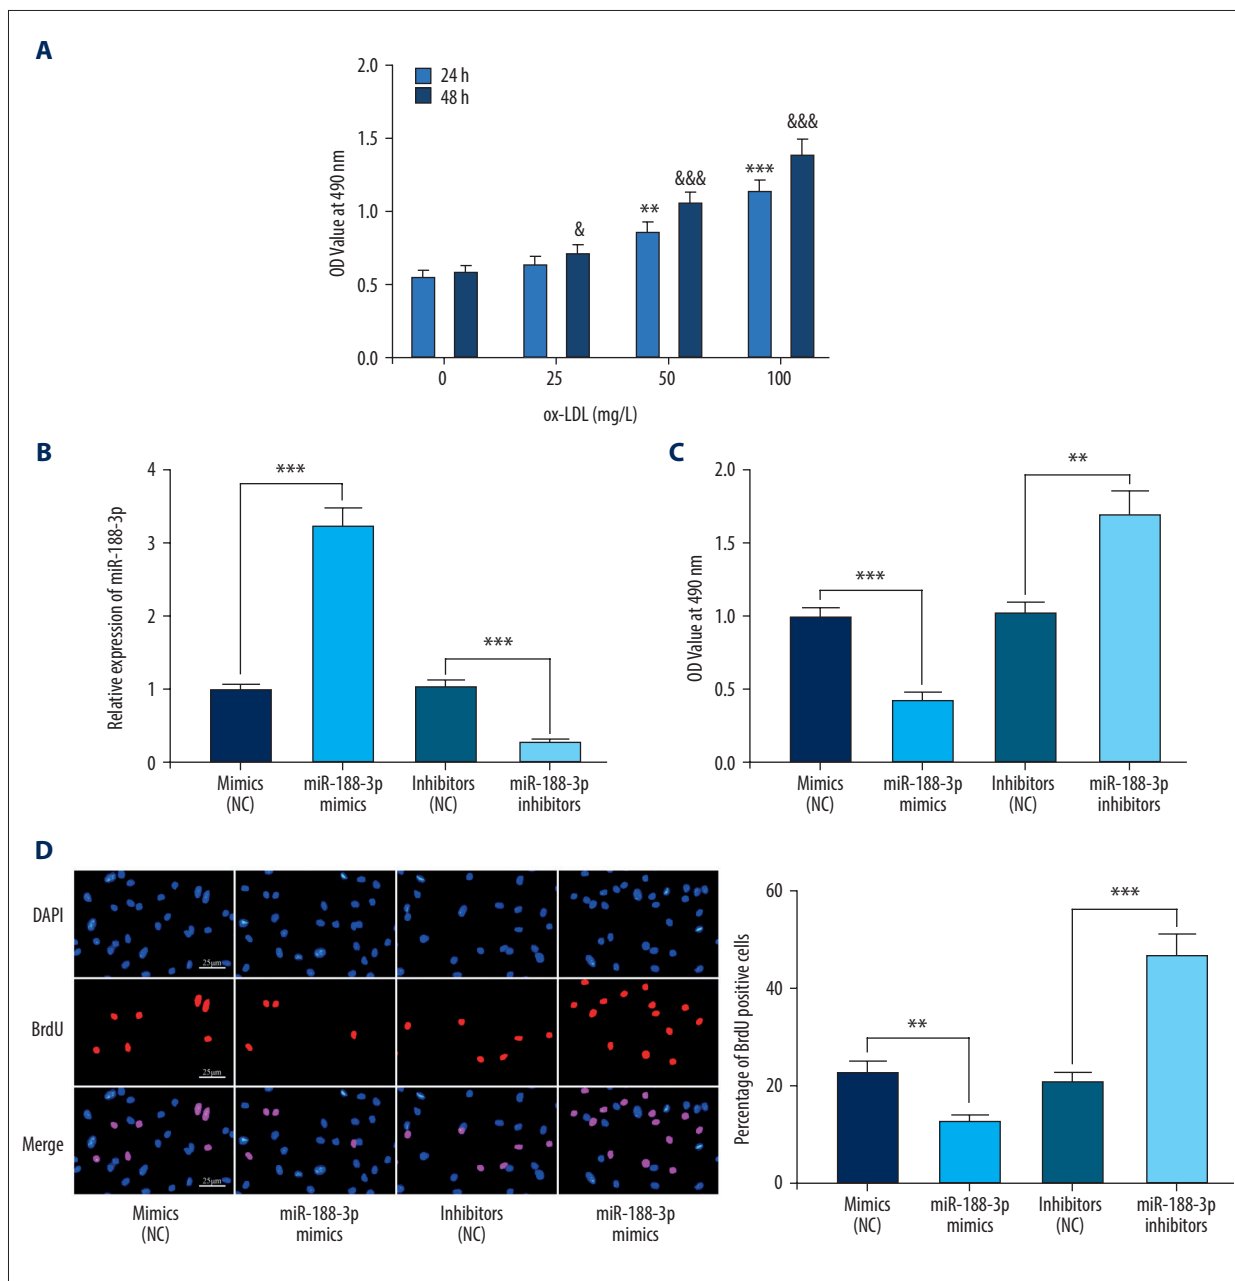 A
2.0
1.5
1.0
0.5
0.0
OD Value at 490 nm
24 h
48 h
&
**
&&&
***
&&&
0
25
50
100
ox-LDL (mg/L)
B
4
3
2
1
0
Relative expression of miR-188-3p
***
***
Mimics
(NC)
miR-188-3p
mimics
Inhibitors
(NC)
miR-188-3p
inhibitors
C
2.0
1.5
1.0
0.5
0.0
OD Value at 490 nm
***
**
Mimics
(NC)
miR-188-3p
mimics
Inhibitors
(NC)
miR-188-3p
inhibitors
D
DAPI
25μm
BrdU
25μm
Merge
25μm
Mimics
(NC)
miR-188-3p
mimics
Inhibitors
(NC)
miR-188-3p
mimics
60
40
20
0
Percentage of BrdU positive cells
**
***
Mimics
(NC)
miR-188-3p
mimics
Inhibitors
(NC)
miR-188-3p
inhibitors